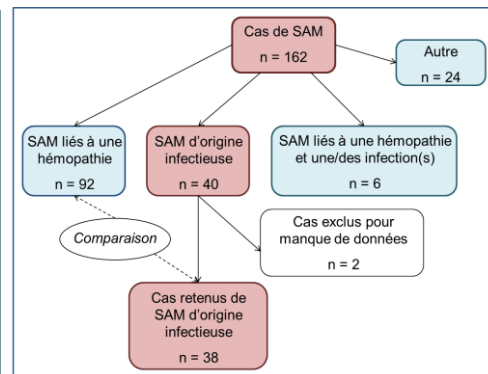 Cas de SAM
n = 162
Autre
n = 24
SAM liés à une
hémopathie
n = 92
SAM d'origine
infectieuse
n = 40
SAM liés à une hémopathie
et une/des infection(s)
n = 6
Comparaison
Cas exclus pour
manque de données
n = 2
Cas retenus de
SAM d'origine
infectieuse
n = 38